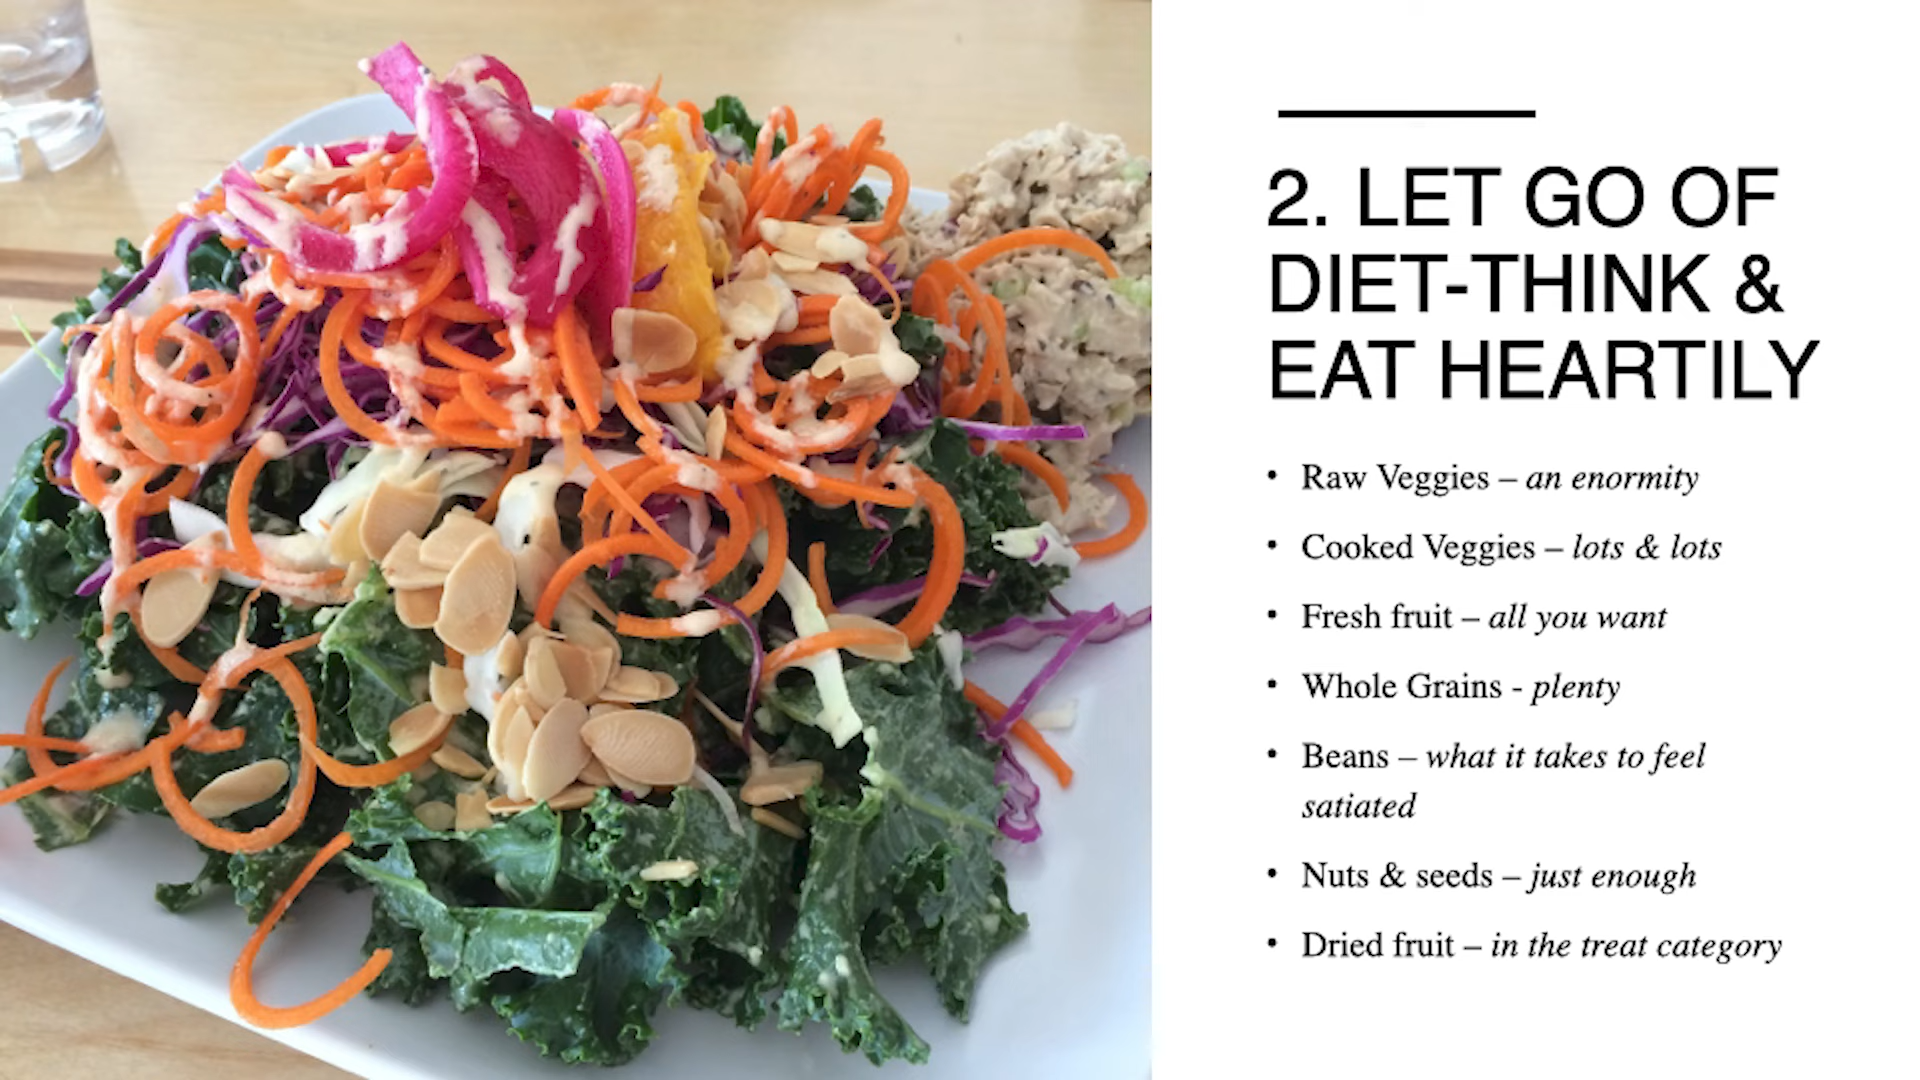 2. LET GO OF
DIET-THINK &
EAT HEARTILY
• Raw Veggies – an enormity
• Cooked Veggies – lots & lots
• Fresh fruit – all you want
• Whole Grains - plenty
• Beans – what it takes to feel
satiated
• Nuts & seeds – just enough
• Dried fruit – in the treat category